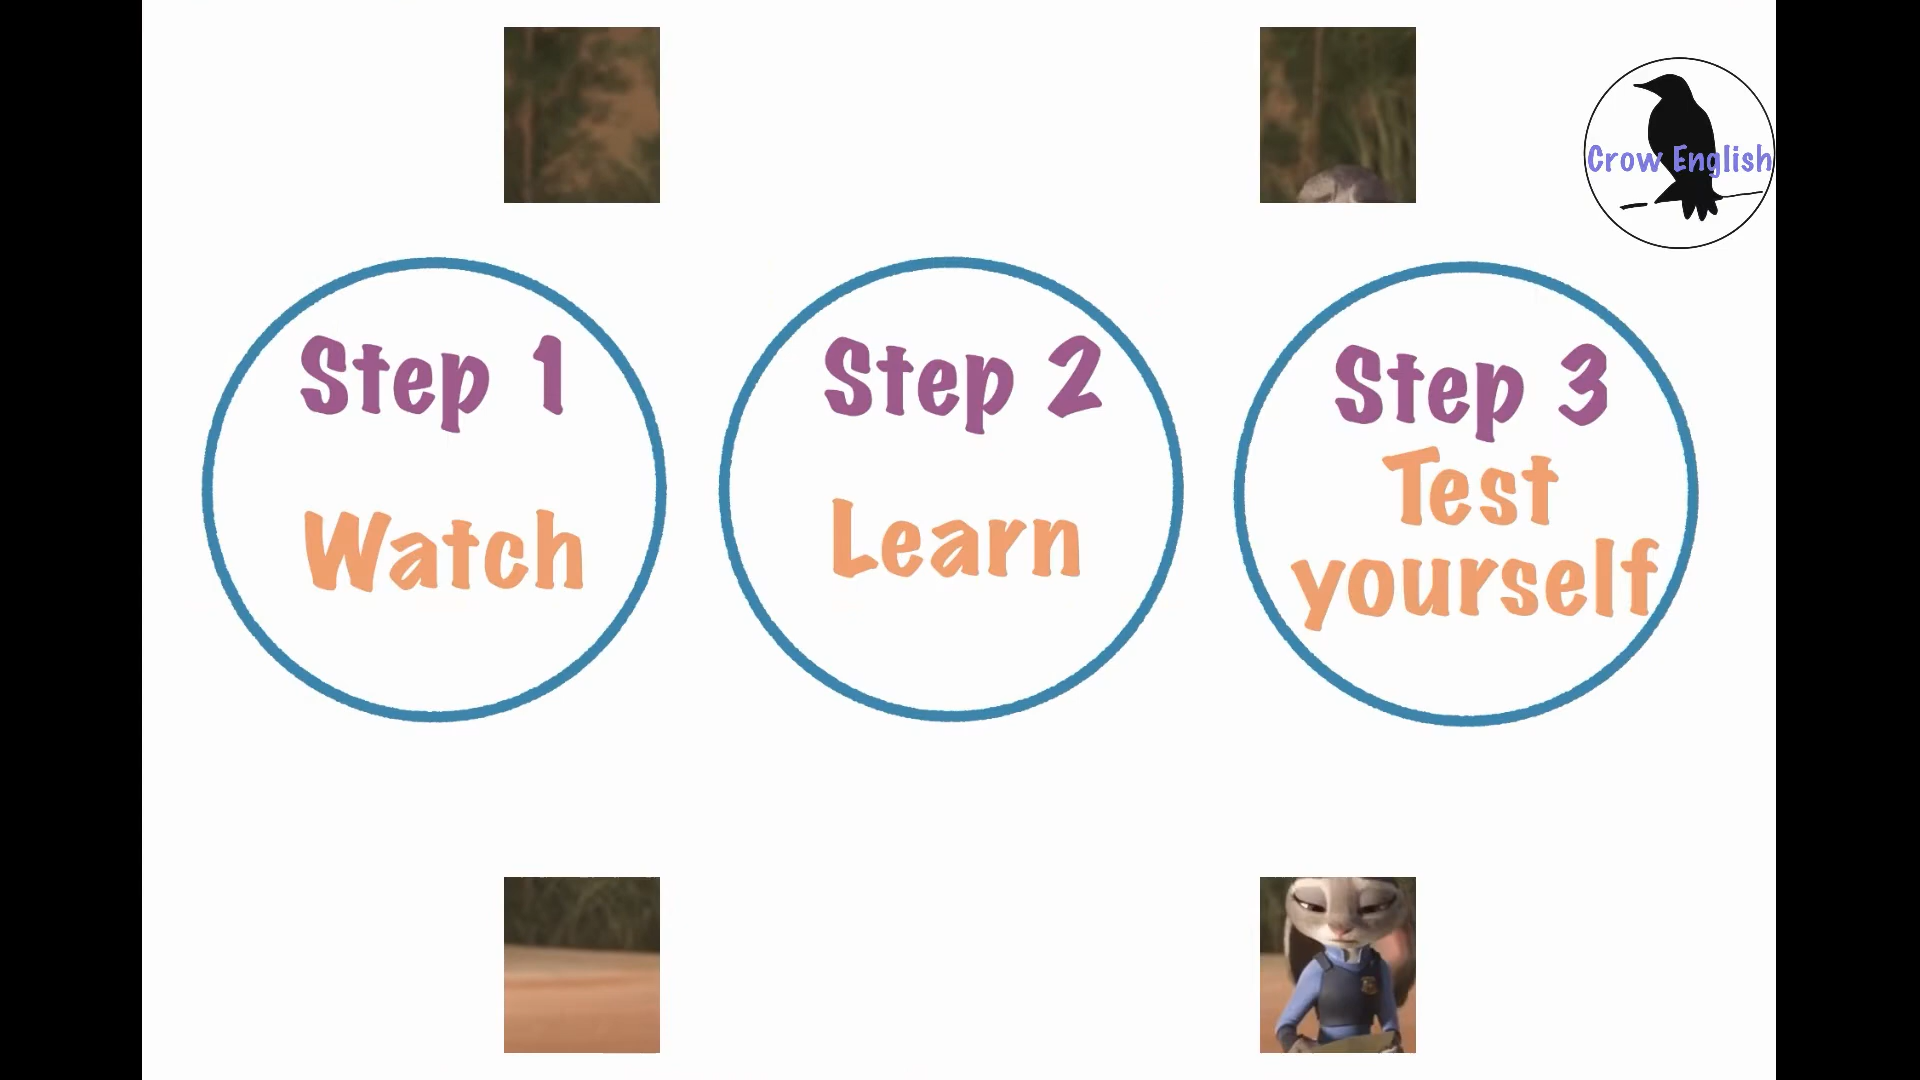 Crow English
Step 1
Watch
Step 2
Learn
Step 3
Test
yourself